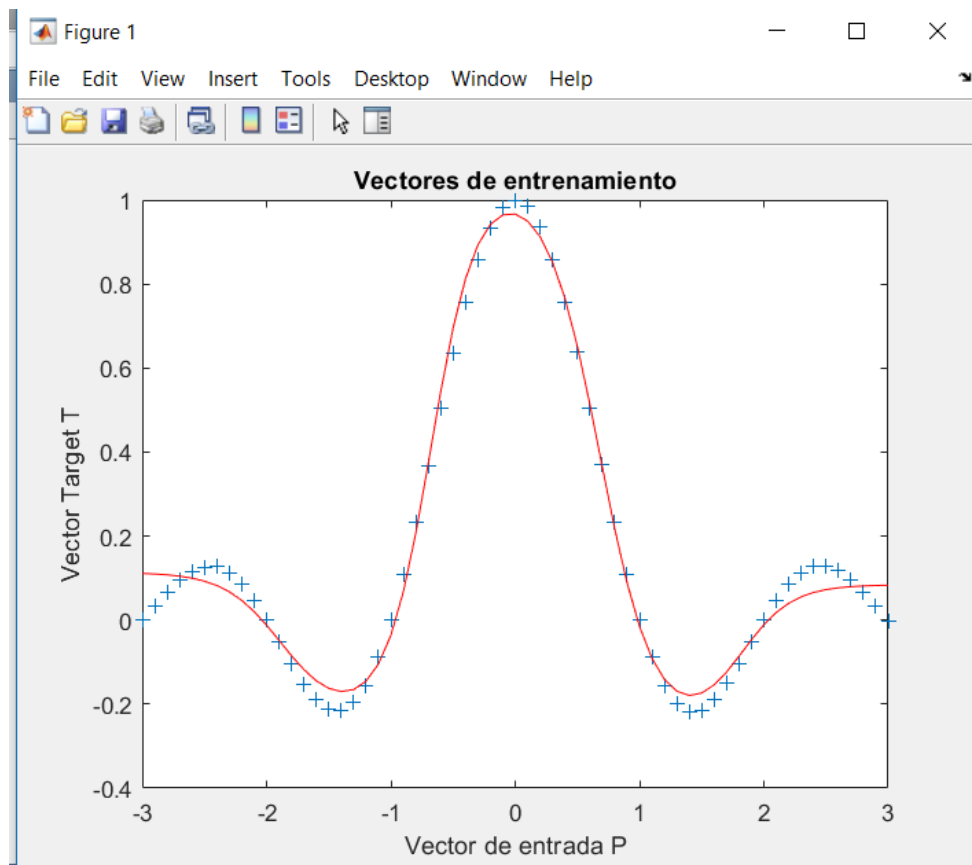 Figure 1
File Edit View Insert Tools Desktop Window Help
Vectores de entrenamiento
1
0.8
0.6
0.4
0.2
0
-0.2
-0.4
Vector Target T
-3 -2 -1 0 1 2 3
Vector de entrada P